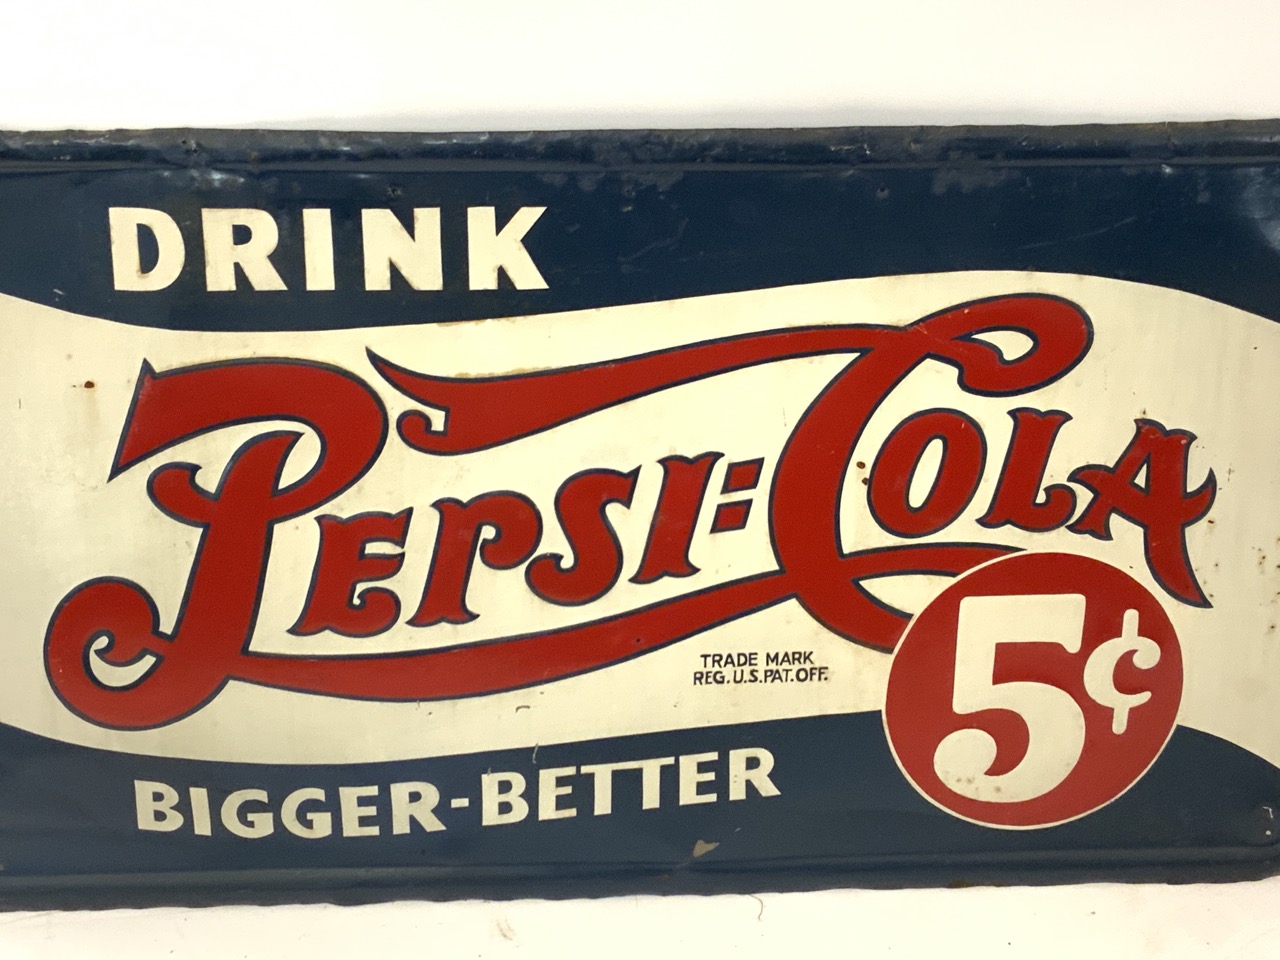 DRINK
PEPSI=COLA
TRADE MARK
REG. U.S. PAT. OFF.
5¢
BIGGER-BETTER